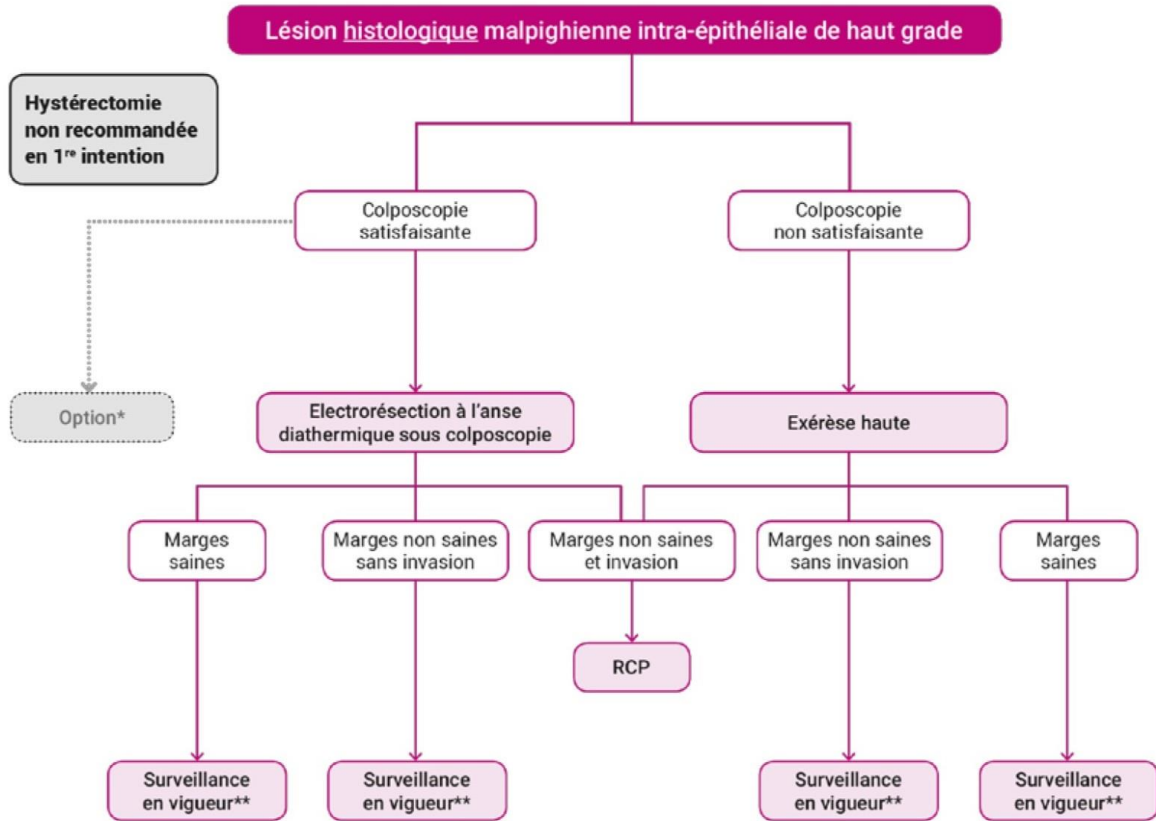 Lésion histologique malpighienne intra-épithéliale de haut grade
Hystérectomie
non recommandée
en 1re intention
Colposcopie
satisfaisante
Colposcopie
non satisfaisante
Option*
Electrorésection à l'anse
diathermique sous colposcopie
Exérèse haute
Marges
saines
Marges non saines
sans invasion
Marges non saines
et invasion
Marges non saines
sans invasion
Marges
saines
RCP
Surveillance
en vigueur**
Surveillance
en vigueur**
Surveillance
en vigueur**
Surveillance
en vigueur**